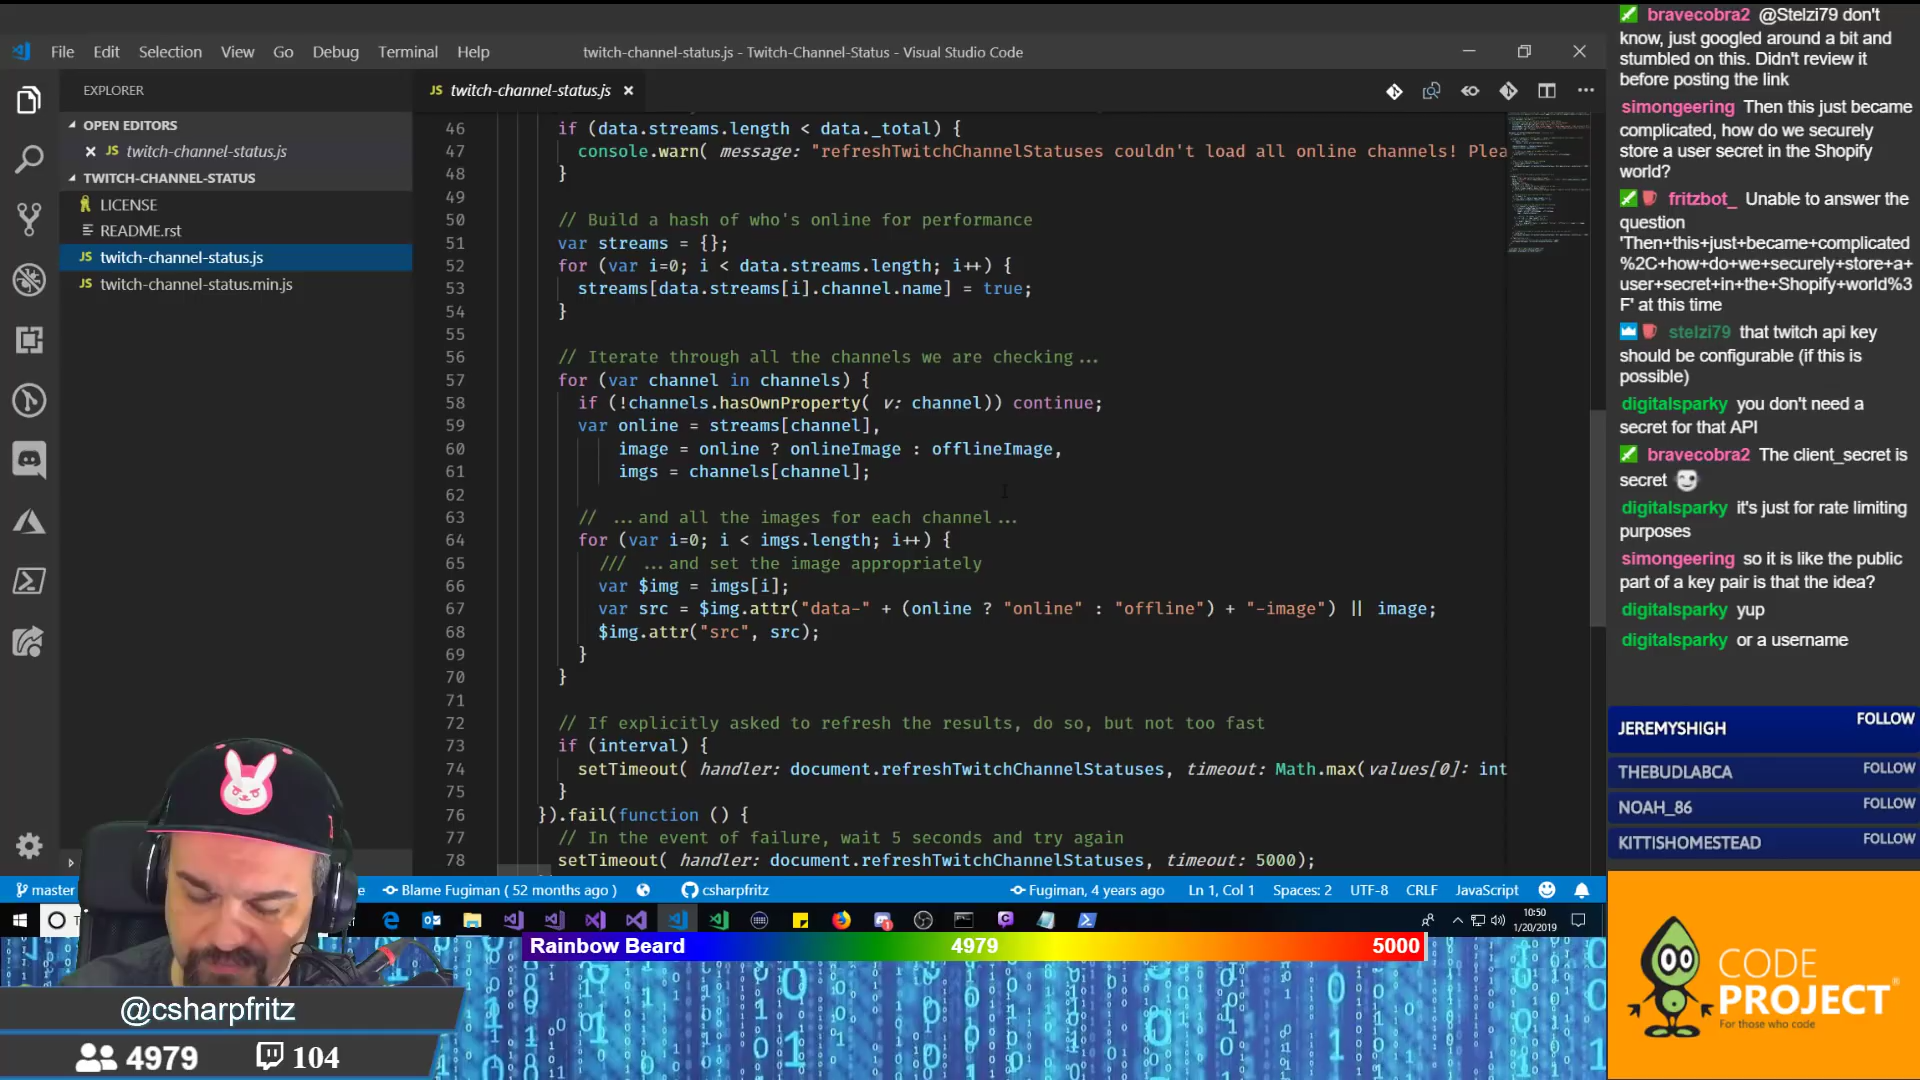 File Edit Selection View Go Debug Terminal Help
twitch-channel-status.js - Twitch-Channel-Status - Visual Studio Code
EXPLORER
OPEN EDITORS
JS twitch-channel-status.js
TWITCH-CHANNEL-STATUS
LICENSE
README.rst
JS twitch-channel-status.js
JS twitch-channel-status.min.js
JS twitch-channel-status.js
46 if (data.streams.length < data._total) {
47 console.warn( message: "refreshTwitchChannelStatuses couldn't load all online channels! Plea
48 }
49
50 // Build a hash of who's online for performance
51 var streams = {};
52 for (var i=0; i < data.streams.length; i++) {
53 streams[data.streams[i].channel.name] = true;
54 }
55
56 // Iterate through all the channels we are checking...
57 for (var channel in channels) {
58 if (!channels.hasOwnProperty( v: channel)) continue;
59 var online = streams[channel],
60 image = online ? onlineImage : offlineImage,
61 imgs = channels[channel];
62
63 // ...and all the images for each channel...
64 for (var i=0; i < imgs.length; i++) {
65 /// ...and set the image appropriately
66 var $img = imgs[i];
67 var src = $img.attr("data-" + (online ? "online" : "offline") + "-image") || image;
68 $img.attr("src", src);
69 }
70 }
71
72 // If explicitly asked to refresh the results, do so, but not too fast
73 if (interval) {
74 setTimeout( handler: document.refreshTwitchChannelStatuses, timeout: Math.max(values[0]: int
75 }
76 }).fail(function () {
77 // In the event of failure, wait 5 seconds and try again
78 setTimeout( handler: document.refreshTwitchChannelStatuses, timeout: 5000);
master
Blame Fugiman ( 52 months ago )
csharpfritz
Fugiman, 4 years ago
Ln 1, Col 1
Spaces: 2
UTF-8
CRLF
JavaScript
10:50
1/20/2019
Rainbow Beard 4979 5000
@csharpfritz
4979 104
bravecobra2 @Stelzi79 don't
know, just googled around a bit and
stumbled on this. Didn't review it
before posting the link
simongeering Then this just became
complicated, how do we securely
store a user secret in the Shopify
world?
fritzbot_ Unable to answer the
question
'Then+this+just+became+complicated
%2C+how+do+we+securely+store+a+
user+secret+in+the+Shopify+world%3
F' at this time
stelzi79 that twitch api key
should be configurable (if this is
possible)
digitalsparky you don't need a
secret for that API
bravecobra2 The client_secret is
secret
digitalsparky it's just for rate limiting
purposes
simongeering so it is like the public
part of a key pair is that the idea?
digitalsparky yup
digitalsparky or a username
JEREMYSHIGH FOLLOW
THEBUDLABCA FOLLOW
NOAH_86 FOLLOW
KITTISHOMESTEAD FOLLOW
CODE
PROJECT
For those who code